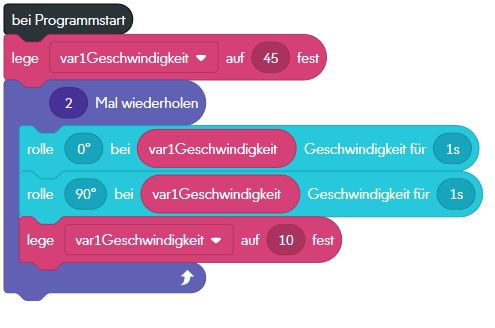 bei Programmstart
lege var1Geschwindigkeit auf 45 fest
2 Mal wiederholen
rolle 0° bei var1Geschwindigkeit Geschwindigkeit für 1s
rolle 90° bei var1Geschwindigkeit Geschwindigkeit für 1s
lege var1Geschwindigkeit auf 10 fest